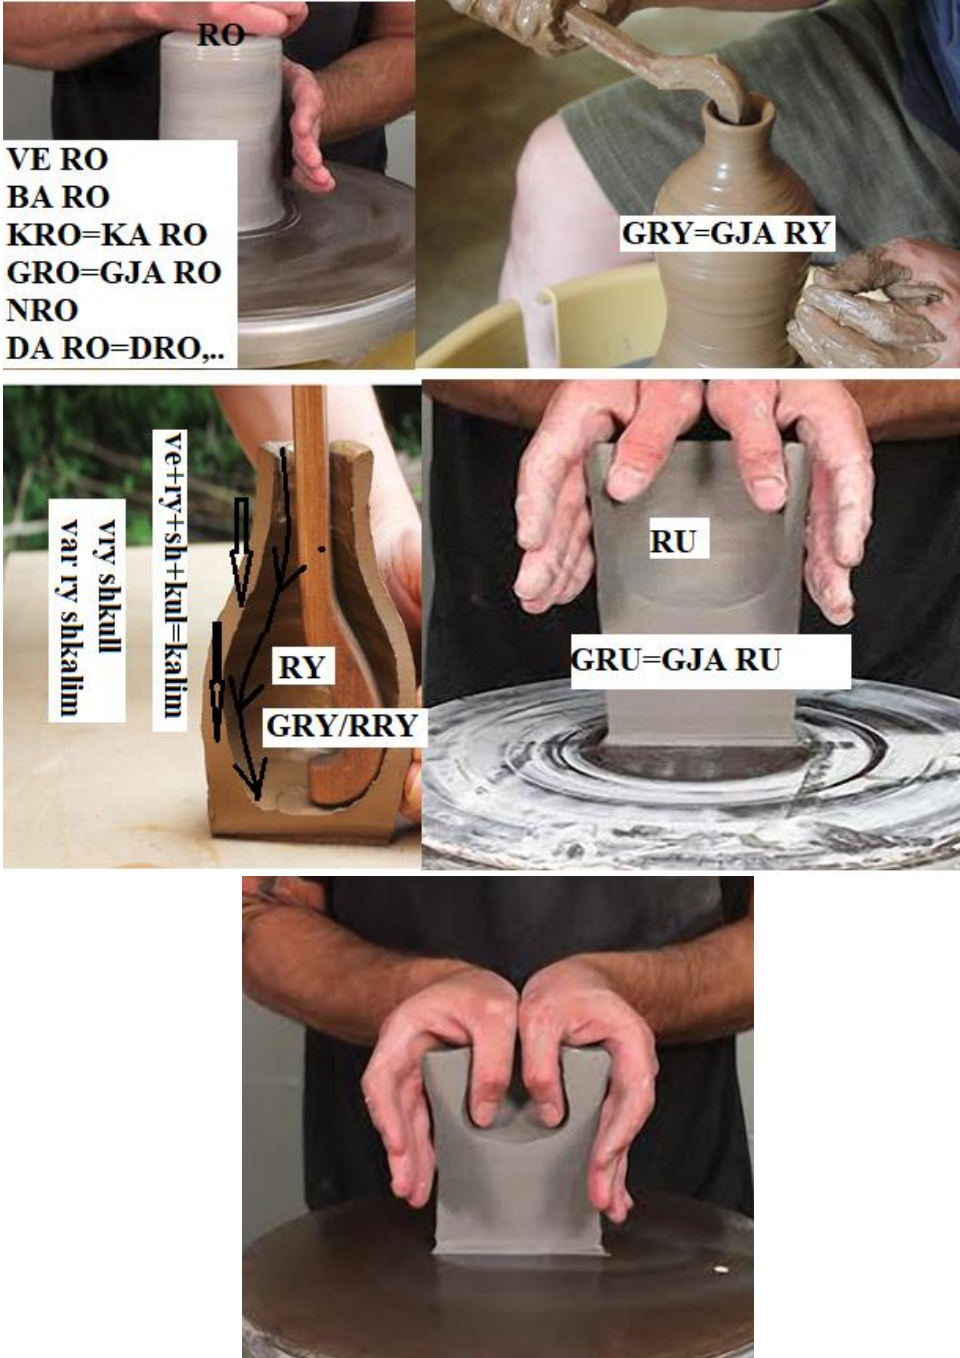 RO
VE RO
BA RO
KRO=KA RO
GRO=GJA RO
NRO
DA RO=DRO,..
GRY=GJA RY
ve+ry+sh+kul=kalim
vry shkull
var ry shkalim
RY
GRY/RRY
RU
GRU=GJA RU